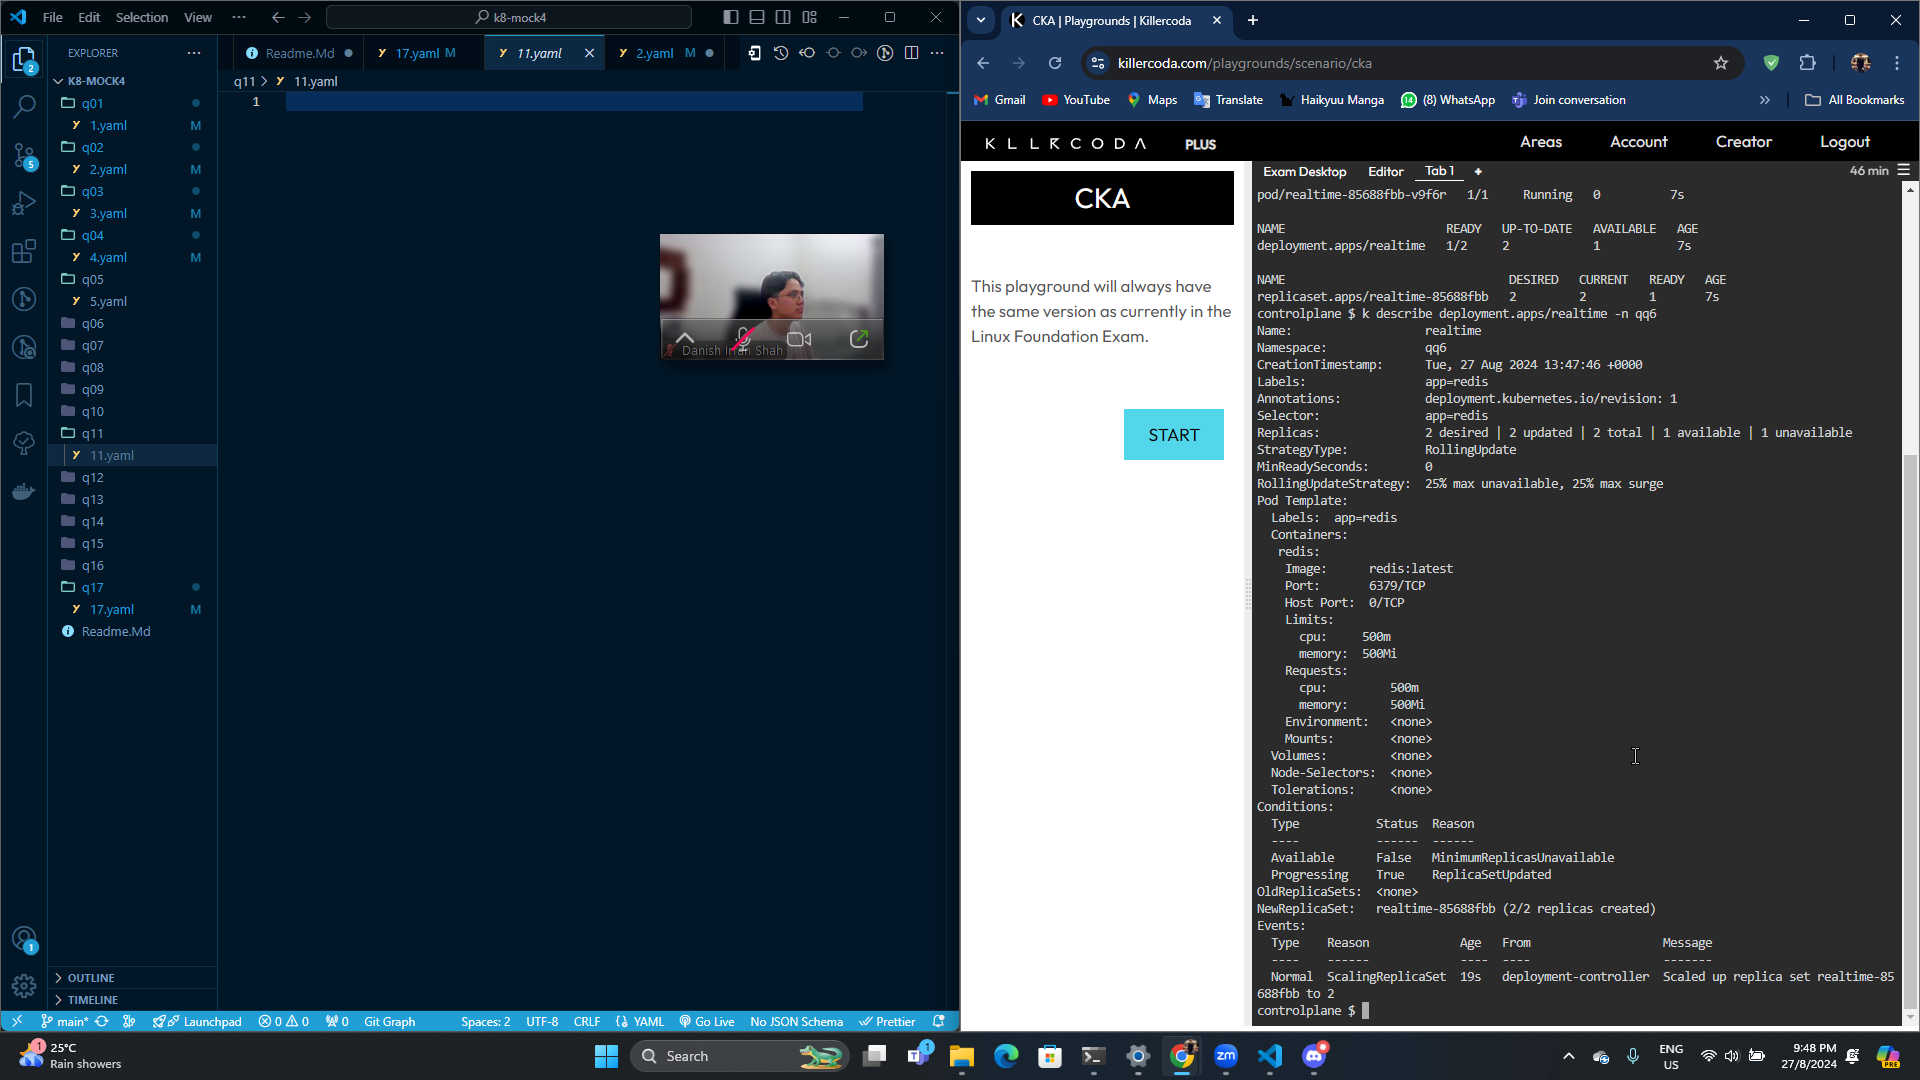 File Edit Selection View ... k8-mock4
EXPLORER
K8-MOCK4
q01
1.yaml M
q02
2.yaml M
q03
3.yaml M
q04
4.yaml M
q05
5.yaml
q06
q07
q08
q09
q10
q11
11.yaml
q12
q13
q14
q15
q16
q17
17.yaml M
Readme.Md
OUTLINE
TIMELINE
2
5
1
Readme.Md
17.yaml M
11.yaml
2.yaml M
q11 > 11.yaml
1
Danish Irfan Shah
main* Launchpad 0 0 0 Git Graph Spaces: 2 UTF-8 CRLF {} YAML Go Live No JSON Schema Prettier
CKA | Playgrounds | Killercoda
killercoda.com/playgrounds/scenario/cka
Gmail YouTube Maps Translate Haikyuu Manga (8) WhatsApp Join conversation All Bookmarks
KILLERCODA PLUS Areas Account Creator Logout
CKA
This playground will always have
the same version as currently in the
Linux Foundation Exam.
START
Exam Desktop Editor Tab 1 + 46 min
pod/realtime-85688fbb-v9f6r 1/1 Running 0 7s
NAME READY UP-TO-DATE AVAILABLE AGE
deployment.apps/realtime 1/2 2 1 7s
NAME DESIRED CURRENT READY AGE
replicaset.apps/realtime-85688fbb 2 2 1 7s
controlplane $ k describe deployment.apps/realtime -n qq6
Name: realtime
Namespace: qq6
CreationTimestamp: Tue, 27 Aug 2024 13:47:46 +0000
Labels: app=redis
Annotations: deployment.kubernetes.io/revision: 1
Selector: app=redis
Replicas: 2 desired | 2 updated | 2 total | 1 available | 1 unavailable
StrategyType: RollingUpdate
MinReadySeconds: 0
RollingUpdateStrategy: 25% max unavailable, 25% max surge
Pod Template:
Labels: app=redis
Containers:
redis:
Image: redis:latest
Port: 6379/TCP
Host Port: 0/TCP
Limits:
cpu: 500m
memory: 500Mi
Requests:
cpu: 500m
memory: 500Mi
Environment: <none>
Mounts: <none>
Volumes: <none>
Node-Selectors: <none>
Tolerations: <none>
Conditions:
Type Status Reason
---- ------ ------
Available False MinimumReplicasUnavailable
Progressing True ReplicaSetUpdated
OldReplicaSets: <none>
NewReplicaSet: realtime-85688fbb (2/2 replicas created)
Events:
Type Reason Age From Message
---- ------ ---- ---- -------
Normal ScalingReplicaSet 19s deployment-controller Scaled up replica set realtime-85
688fbb to 2
controlplane $
1
25°C
Rain showers
Search
1
ENG
US
9:48 PM
27/8/2024